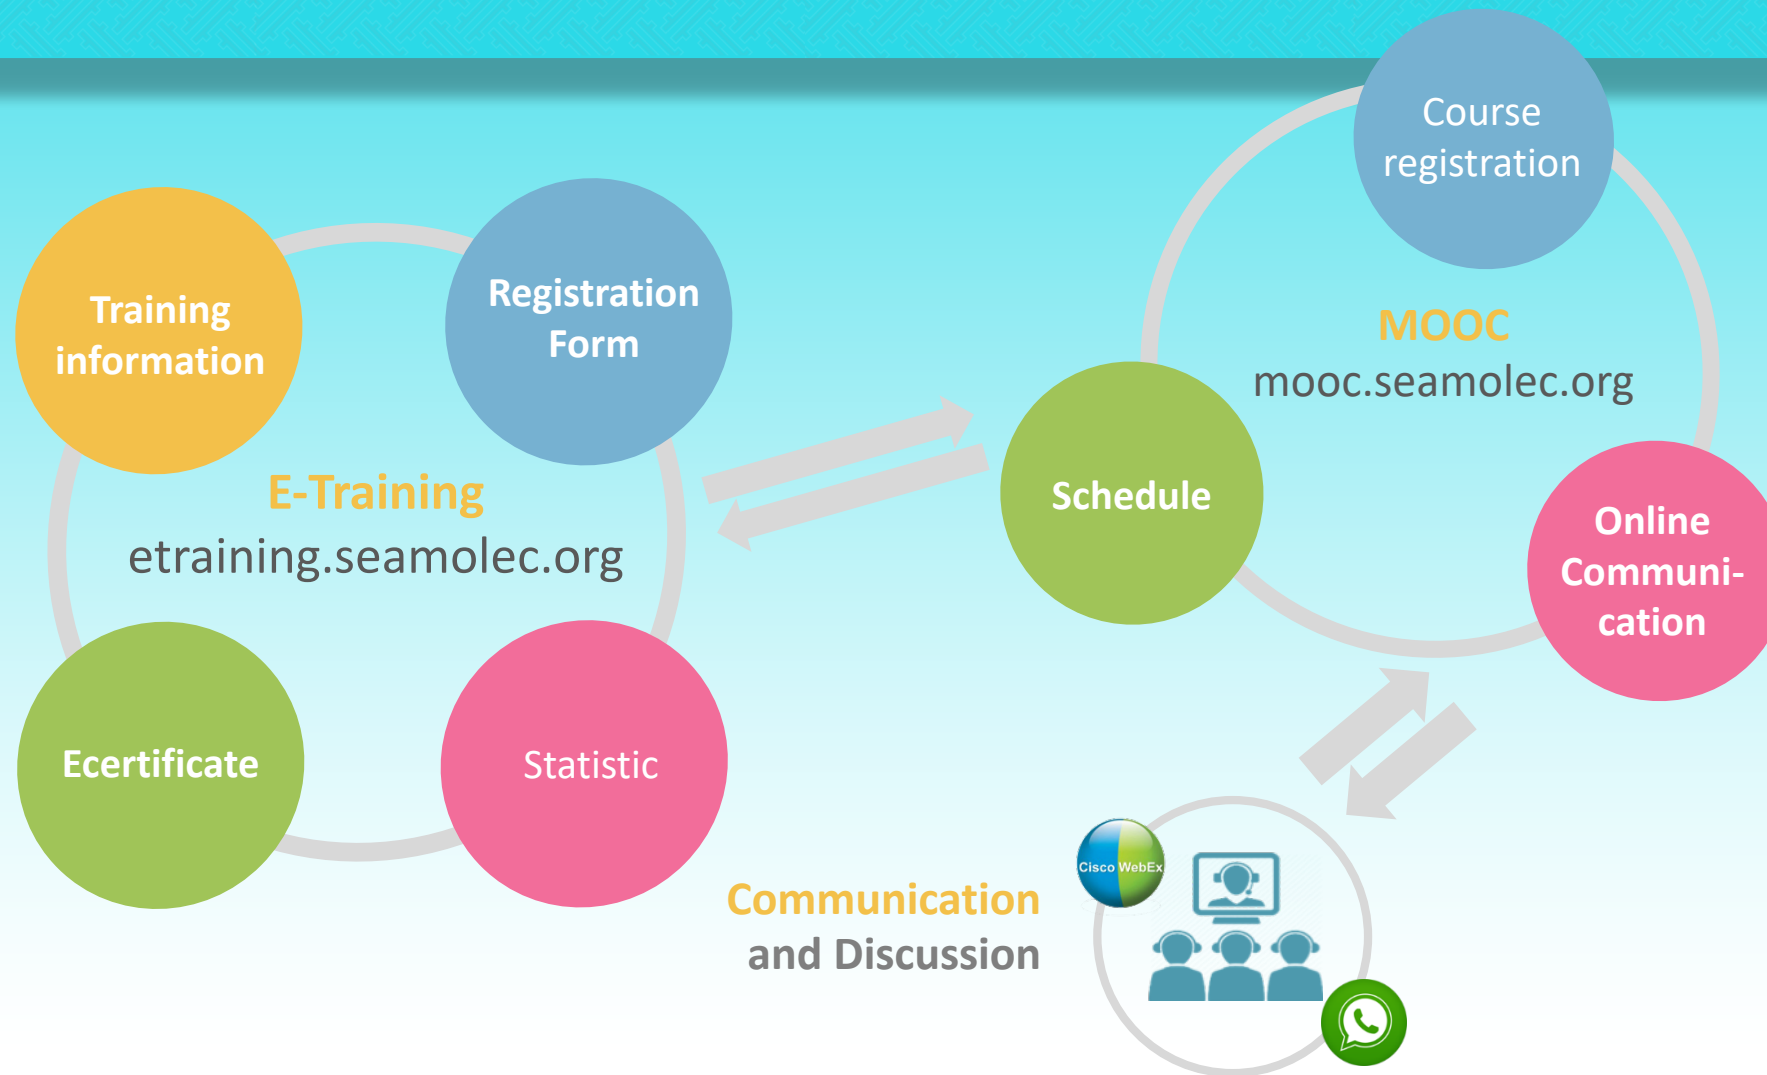 Training
information
Registration
Form
E-Training
etraining.seamolec.org
Ecertificate
Statistic
Course
registration
MOOC
mooc.seamolec.org
Schedule
Online
Communi-
cation
Communication
and Discussion
Cisco WebEx